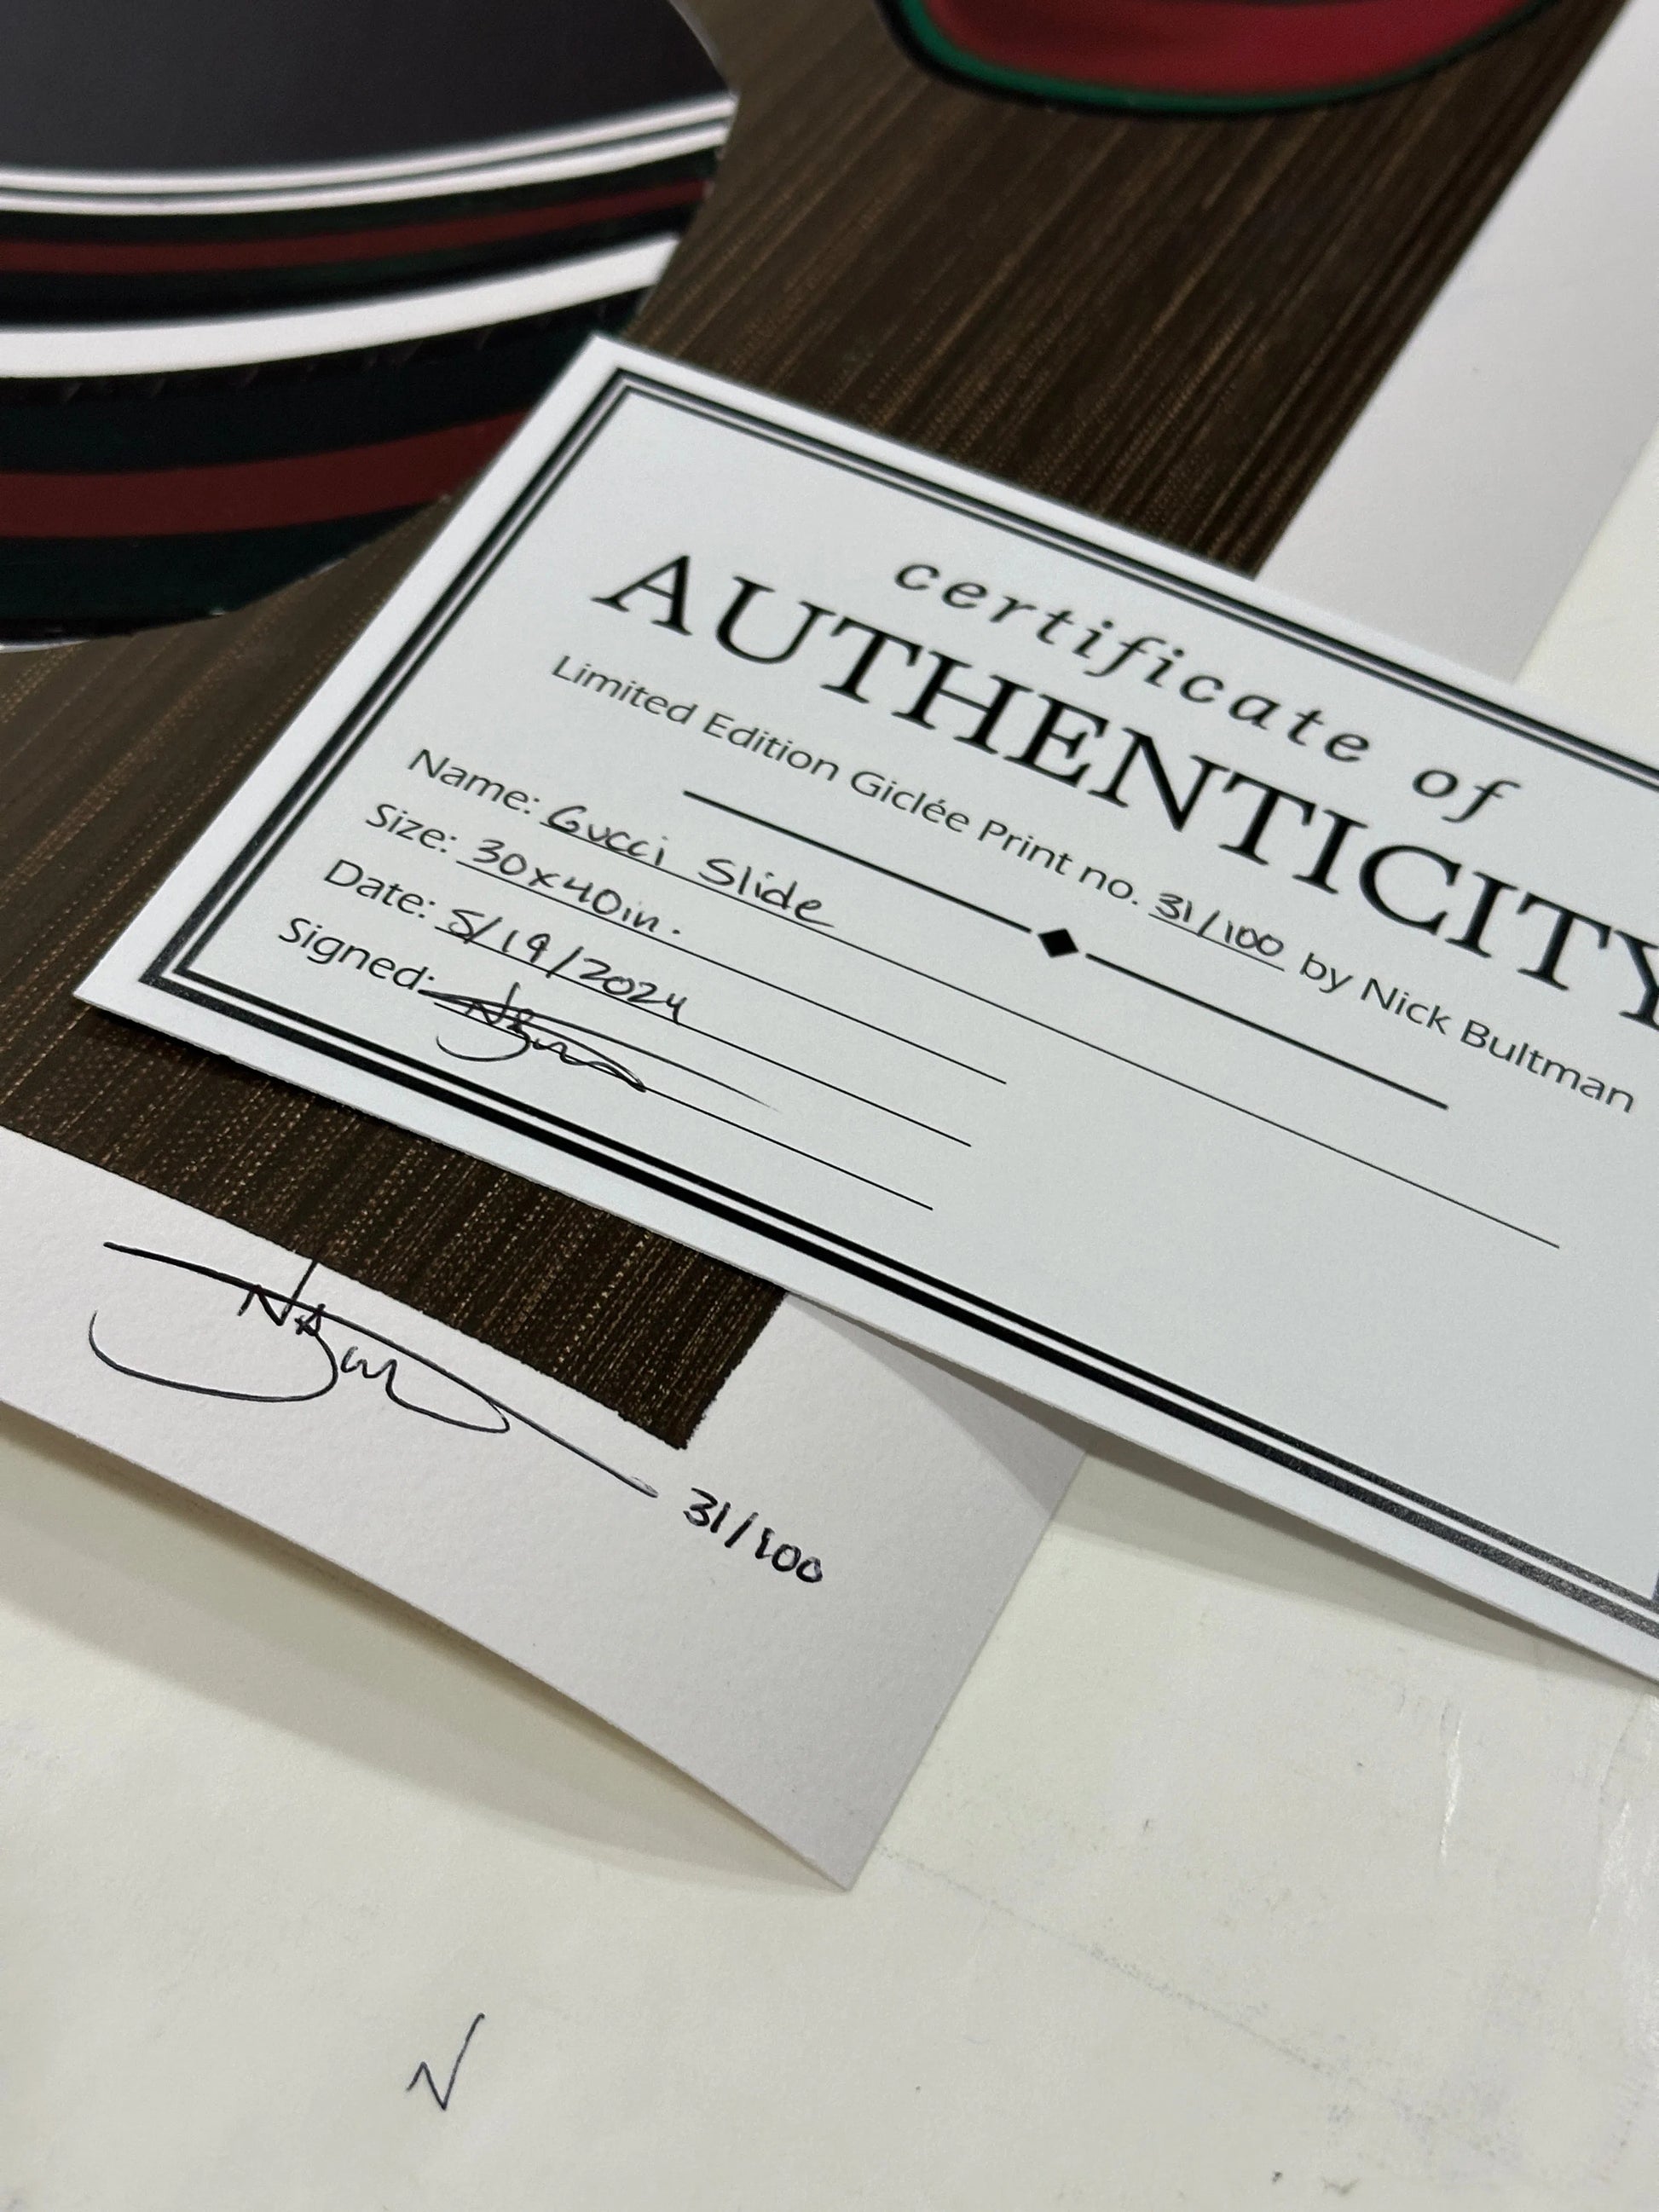 certificate of
AUTHENTICITY
Limited Edition Giclée Print no. 31/100 by Nick Bultman
Name: Gucci Slide
Size: 30x40in.
Date: 5/19/2024
Signed:
31/100
N